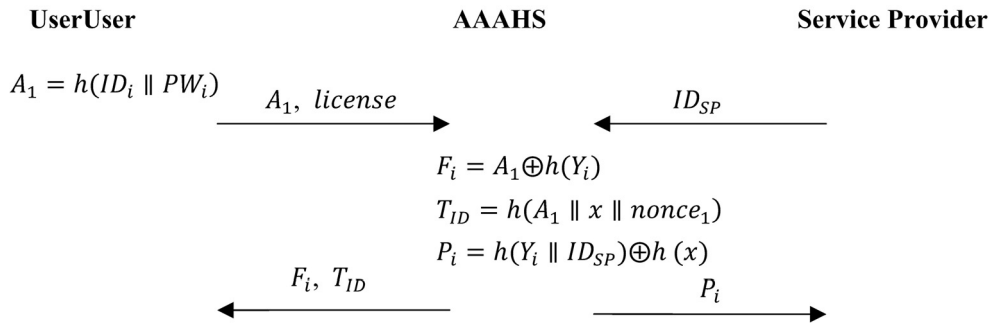 UserUser AAAHS Service Provider
A₁ = h(IDᵢ ∥ PWᵢ)
A₁, license ID_SP
Fᵢ = A₁⊕h(Yᵢ)
T_ID = h(A₁ ∥ x ∥ nonce₁)
Pᵢ = h(Yᵢ ∥ ID_SP)⊕h (x)
Fᵢ, T_ID Pᵢ